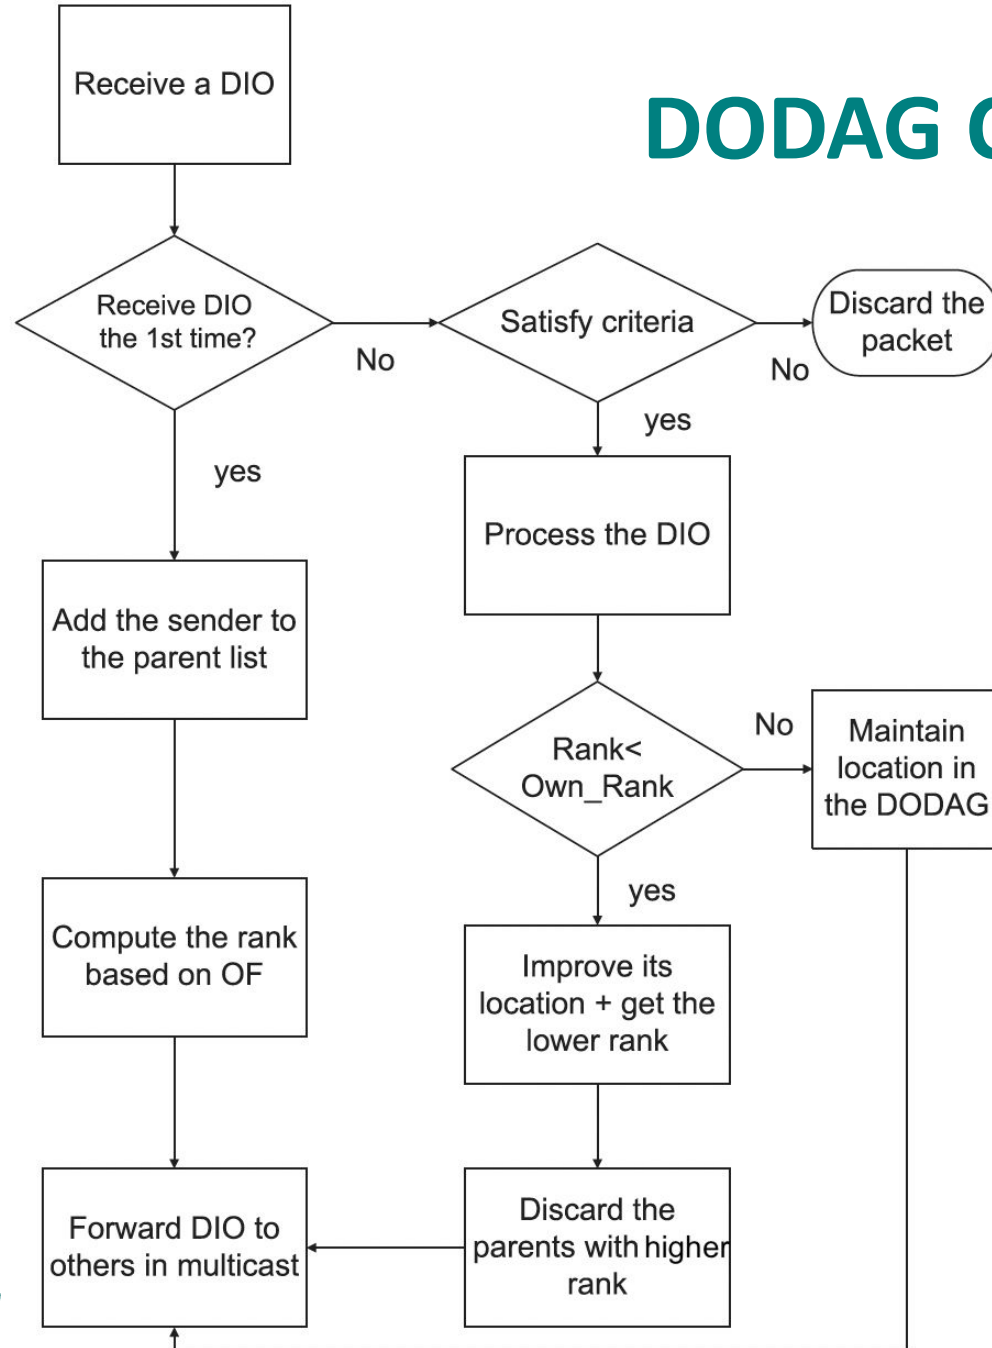 Receive a DIO
DODAG
Receive DIO
the 1st time?
No
Satisfy criteria
No
Discard the
packet
yes
yes
Process the DIO
Add the sender to
the parent list
Rank<
Own_Rank
No
Maintain
location in
the DODAG
yes
Compute the rank
based on OF
Improve its
location + get the
lower rank
Forward DIO to
others in multicast
Discard the
parents with higher
rank